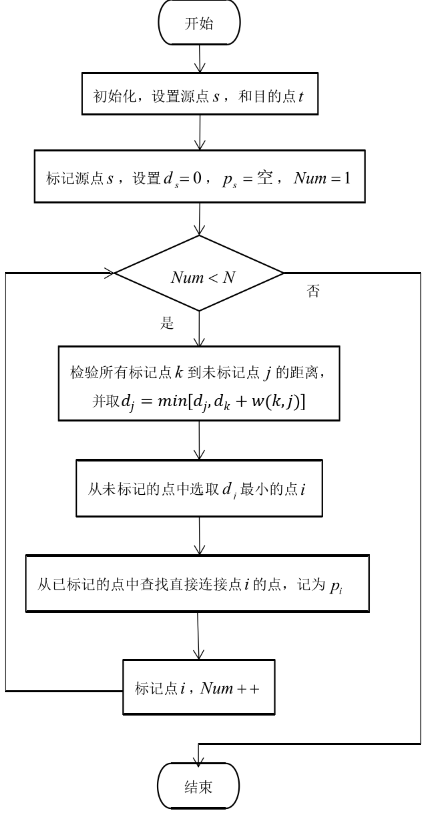 开始
初始化，设置源点 s ，和目的点 t
标记源点 s ，设置 d_s = 0 ， p_s = 空 ， Num = 1
Num < N
否
是
检验所有标记点 k 到未标记点 j 的距离，
并取 d_j = min[d_j, d_k + w(k, j)]
从未标记的点中选取 d_j 最小的点 i
从已标记的点中查找直接连接点 i 的点，记为 p_i
标记点 i ，Num + +
结束